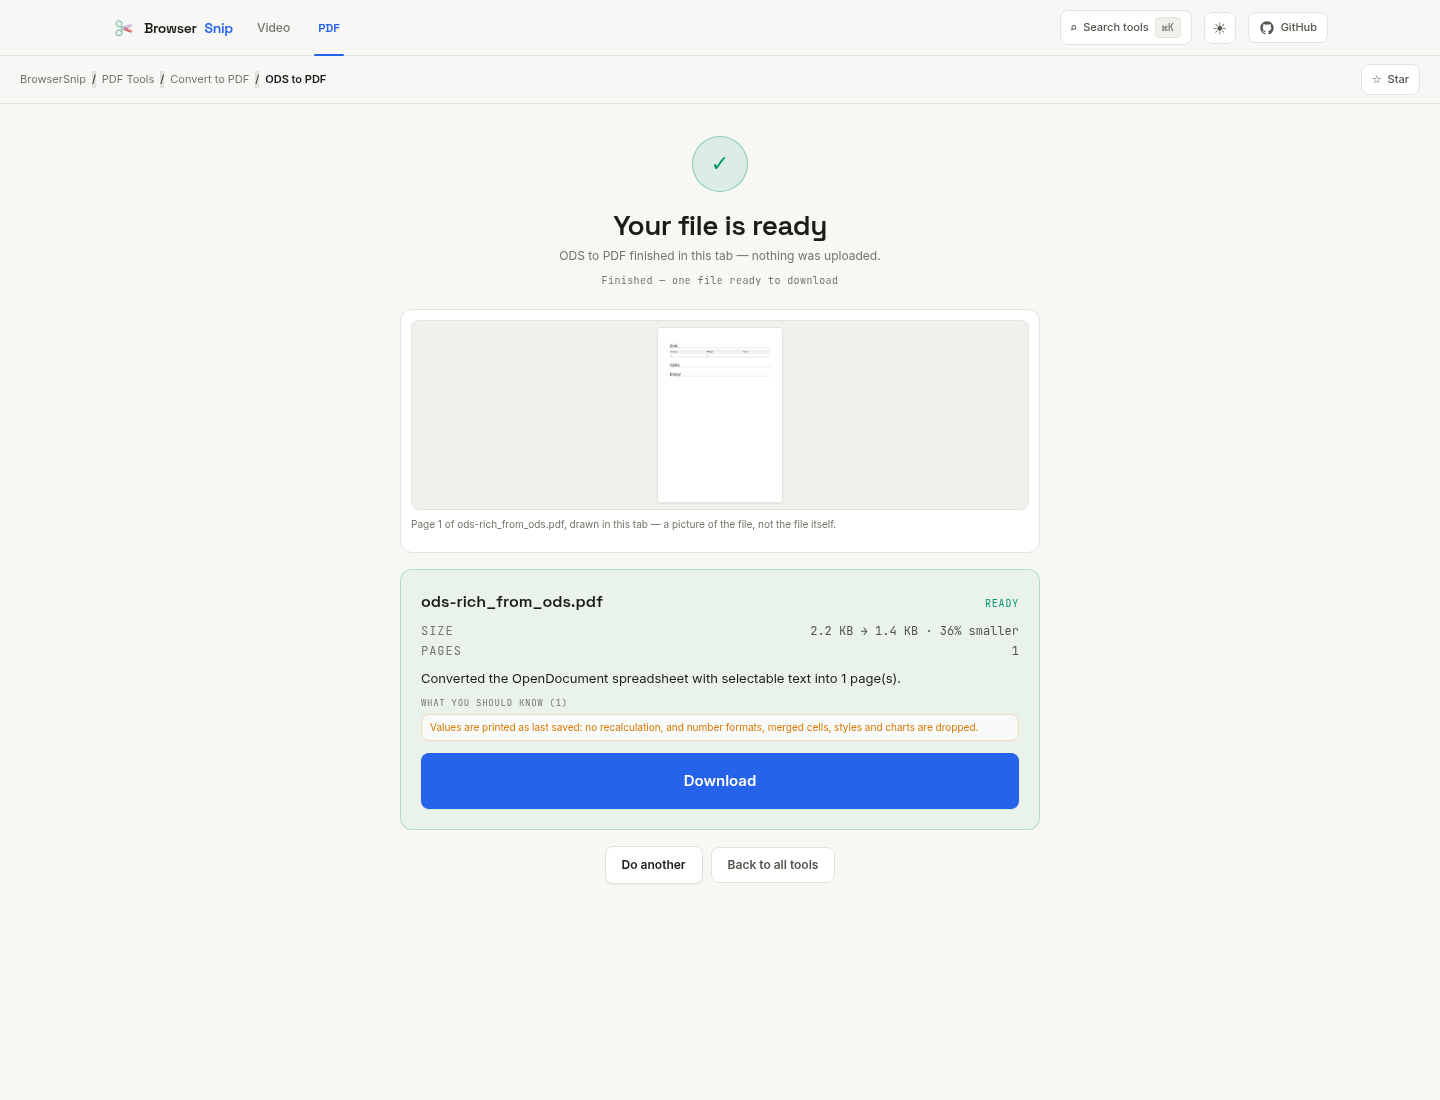 Browser Snip Video PDF Search tools ⌘K GitHub
BrowserSnip / PDF Tools / Convert to PDF / ODS to PDF ☆ Star
✓
Your file is ready
ODS to PDF finished in this tab — nothing was uploaded.
Finished — one file ready to download
Page 1 of ods-rich_from_ods.pdf, drawn in this tab — a picture of the file, not the file itself.
ods-rich_from_ods.pdf READY
SIZE 2.2 KB → 1.4 KB · 36% smaller
PAGES 1
Converted the OpenDocument spreadsheet with selectable text into 1 page(s).
WHAT YOU SHOULD KNOW (1)
Values are printed as last saved: no recalculation, and number formats, merged cells, styles and charts are dropped.
Download
Do another Back to all tools